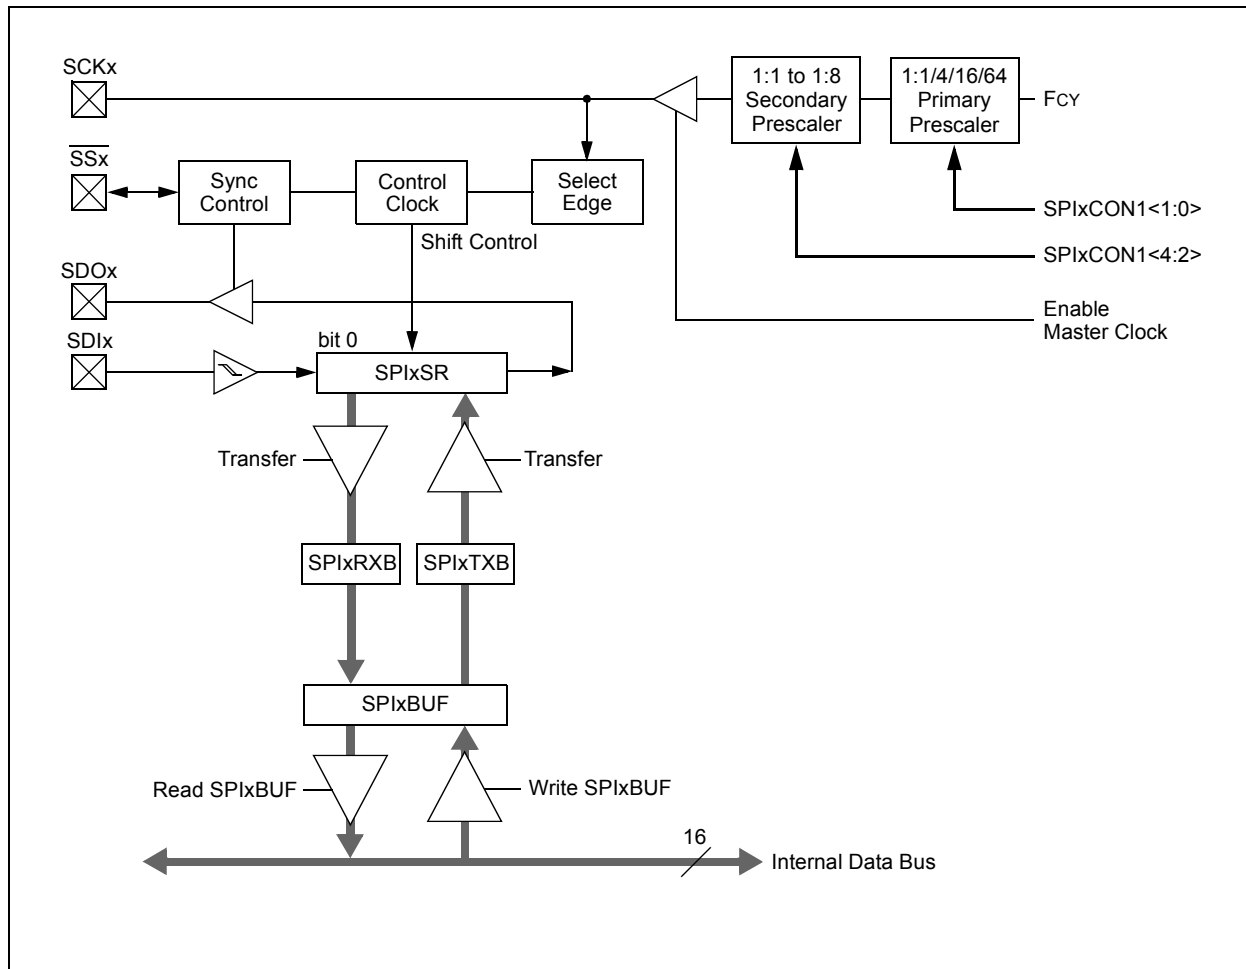 SCKx
1:1 to 1:8
Secondary
Prescaler
1:1/4/16/64
Primary
Prescaler
FCY
SSx
Sync
Control
Control
Clock
Select
Edge
SPIxCON1<1:0>
Shift Control
SPIxCON1<4:2>
SDOx
Enable
Master Clock
SDIx
bit 0
SPIxSR
Transfer
Transfer
SPIxRXB
SPIxTXB
SPIxBUF
Read SPIxBUF
Write SPIxBUF
16
Internal Data Bus